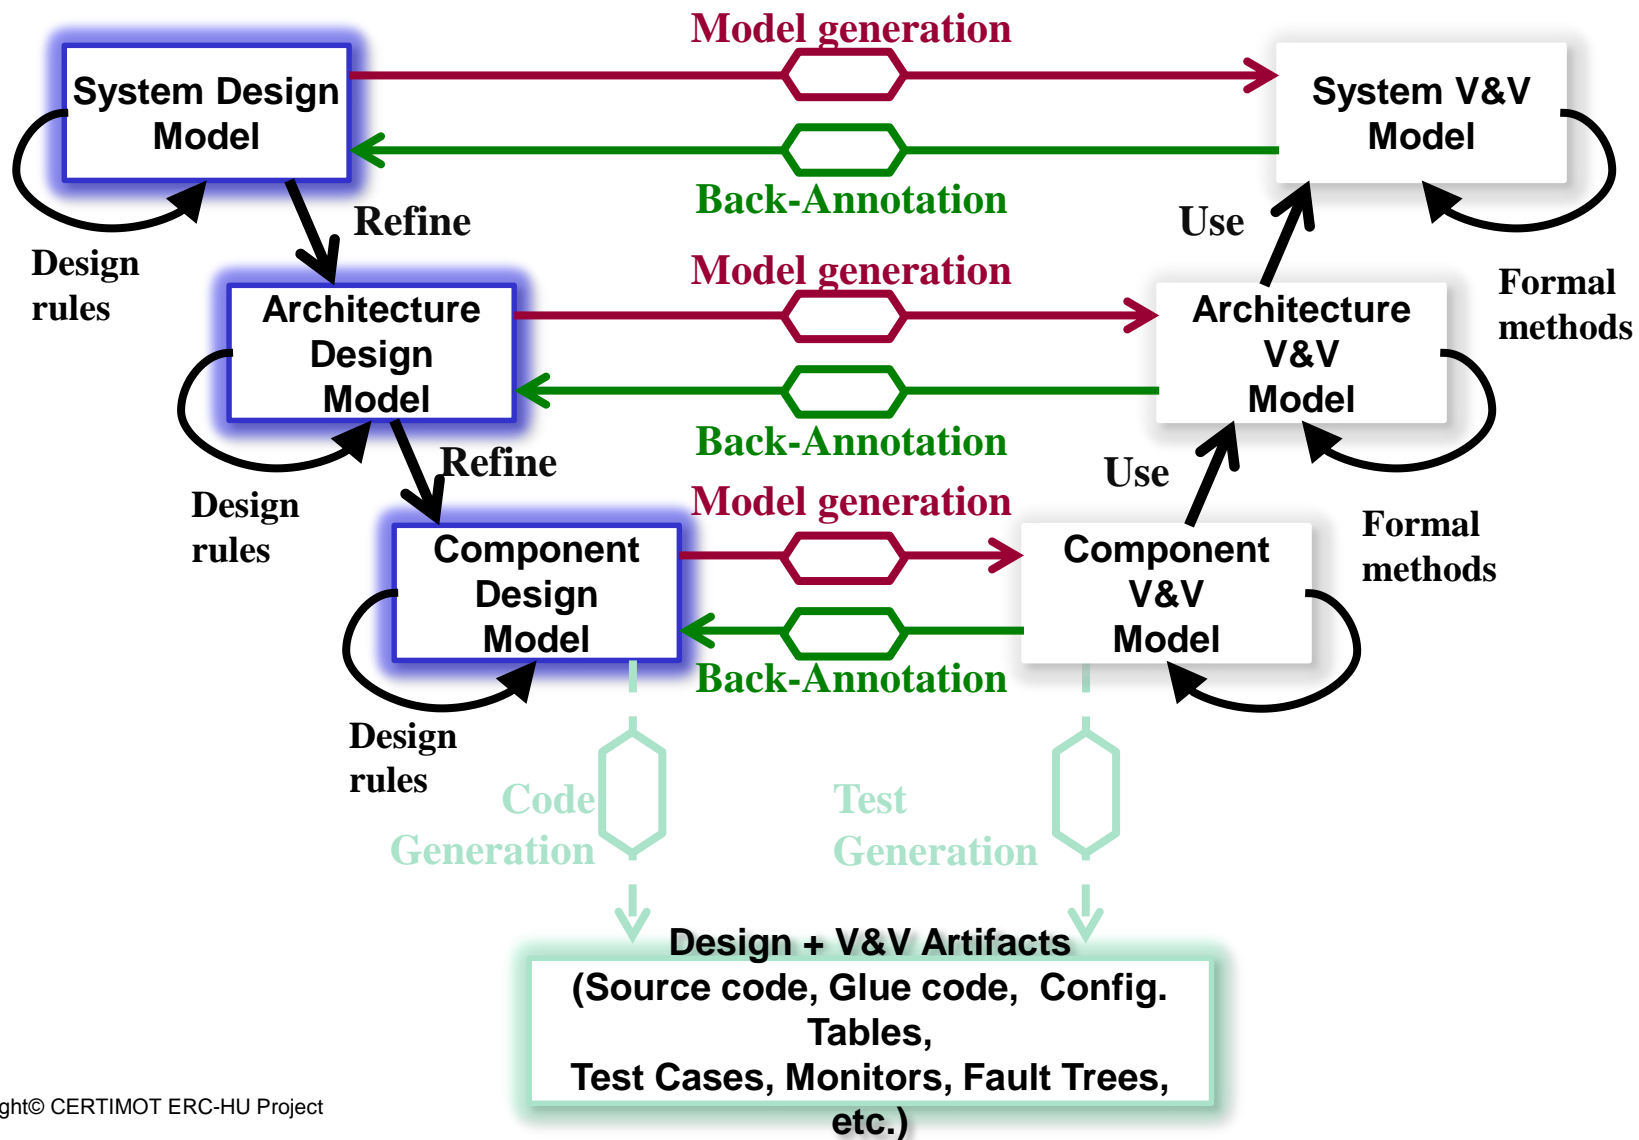 Model generation
System Design
Model
System V&V
Model
Back-Annotation
Refine
Use
Design
rules
Model generation
Formal
methods
Architecture
Design
Model
Architecture
V&V
Model
Back-Annotation
Refine
Use
Design
rules
Model generation
Formal
methods
Component
Design
Model
Component
V&V
Model
Back-Annotation
Design
rules
Code
Generation
Test
Generation
Design + V&V Artifacts
(Source code, Glue code, Config.
Tables,
Test Cases, Monitors, Fault Trees,
etc.)
ght© CERTIMOT ERC-HU Project